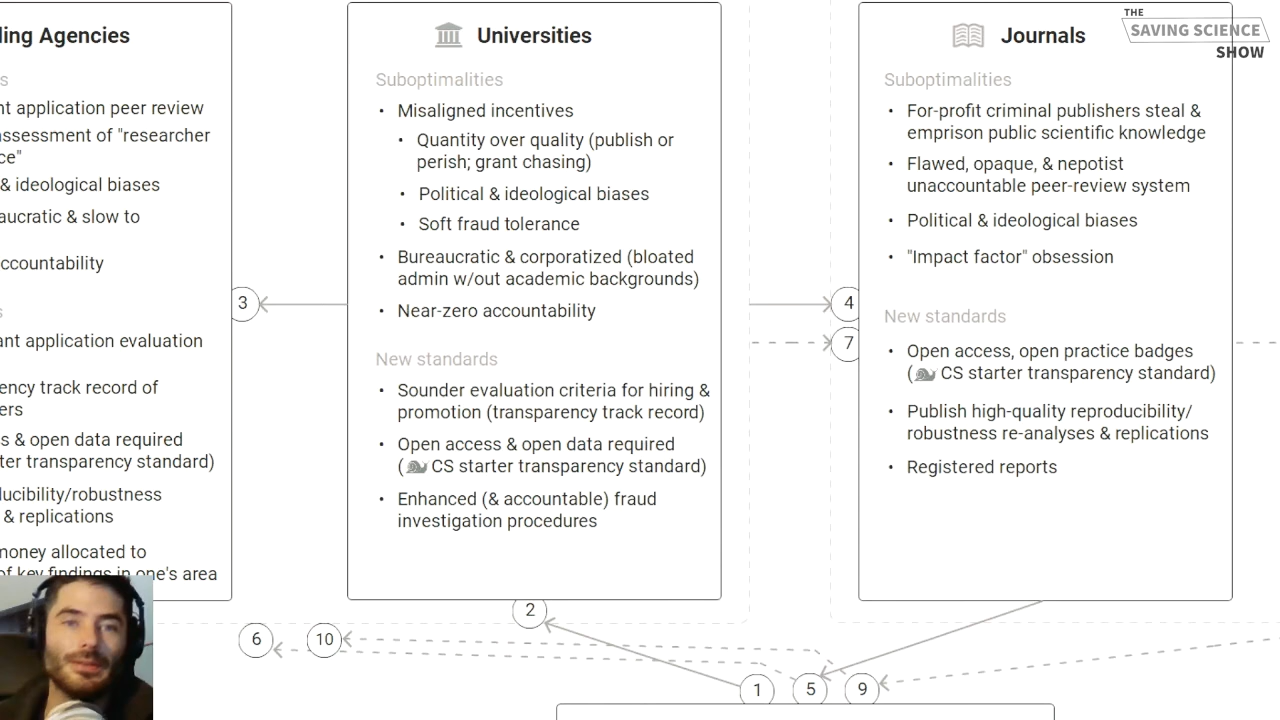 ling Agencies
s
nt application peer review
assessment of "researcher
ce"
& ideological biases
aucratic & slow to
ccountability
s
ant application evaluation
ency track record of
ers
s & open data required
ter transparency standard)
ducibility/robustness
& replications
money allocated to
of key findings in one's area
3
Universities
Suboptimalities
• Misaligned incentives
• Quantity over quality (publish or
perish; grant chasing)
• Political & ideological biases
• Soft fraud tolerance
• Bureaucratic & corporatized (bloated
admin w/out academic backgrounds)
• Near-zero accountability
New standards
• Sounder evaluation criteria for hiring &
promotion (transparency track record)
• Open access & open data required
( CS starter transparency standard)
• Enhanced (& accountable) fraud
investigation procedures
4
7
Journals
Suboptimalities
• For-profit criminal publishers steal &
emprison public scientific knowledge
• Flawed, opaque, & nepotist
unaccountable peer-review system
• Political & ideological biases
• "Impact factor" obsession
New standards
• Open access, open practice badges
( CS starter transparency standard)
• Publish high-quality reproducibility/
robustness re-analyses & replications
• Registered reports
THE
SAVING SCIENCE
SHOW
2
6
10
1
5
9